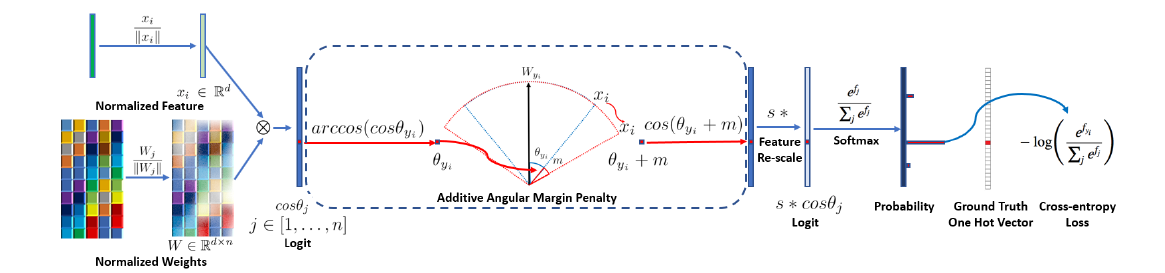 x_i / ‖x_i‖
x_i ∈ ℝ^d
Normalized Feature
W_j / ‖W_j‖
W ∈ ℝ^{d×n}
Normalized Weights
⊗
cosθ_j
j ∈ [1, . . . , n]
Logit
arccos(cosθ_{y_i})
θ_{y_i}
W_{y_i}
x_i
x_i
θ_{y_i} m
Additive Angular Margin Penalty
cos(θ_{y_i} + m)
θ_{y_i} + m
s *
Feature
Re-scale
s * cosθ_j
Logit
e^{f_j} / ∑_j e^{f_j}
Softmax
Probability
Ground Truth
One Hot Vector
− log( e^{f_{y_i}} / ∑_j e^{f_j} )
Cross-entropy
Loss